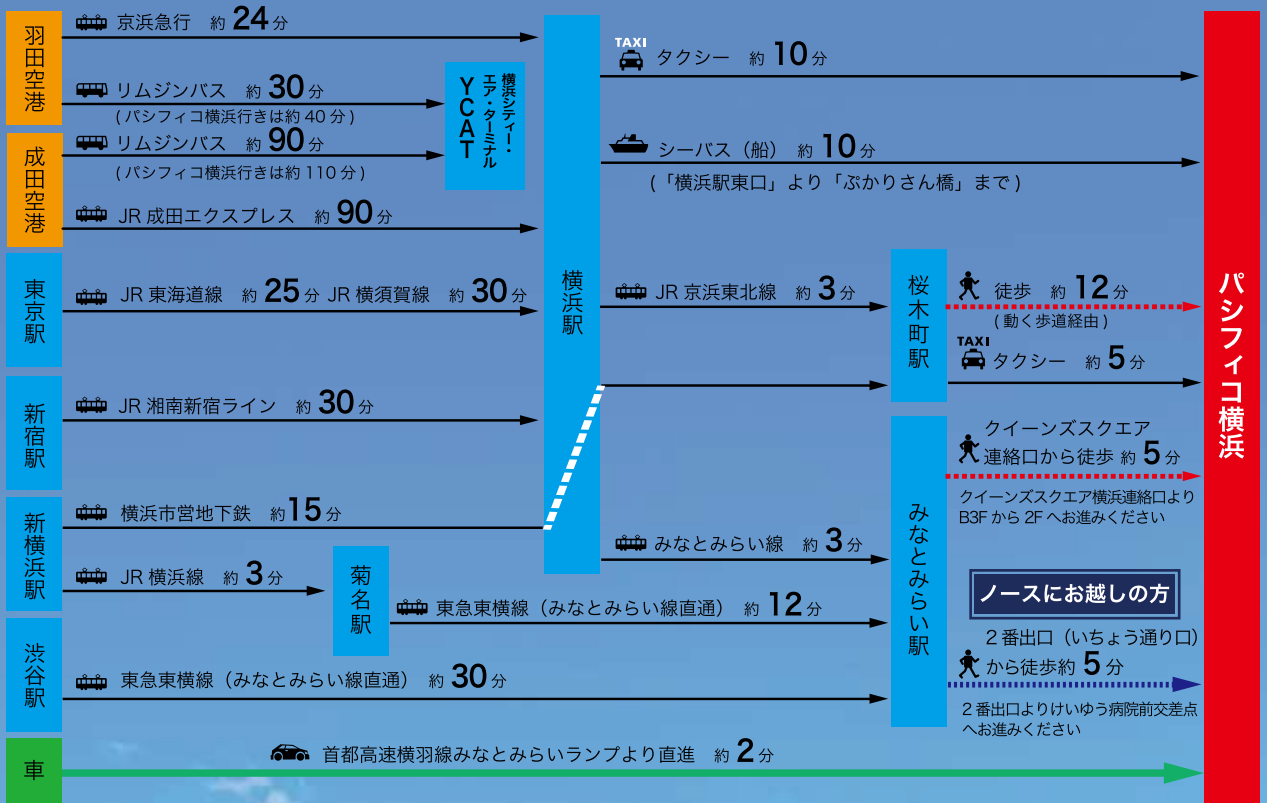 羽田空港
京浜急行 約 24 分
リムジンバス 約 30 分
( パシフィコ横浜行きは約 40 分 )
成田空港
リムジンバス 約 90 分
( パシフィコ横浜行きは約 110 分 )
JR 成田エクスプレス 約 90 分
横浜シティー・
エア・ターミナル
YCAT
東京駅
JR 東海道線 約 25 分 JR 横須賀線 約 30 分
新宿駅
JR 湘南新宿ライン 約 30 分
新横浜駅
横浜市営地下鉄 約 15 分
JR 横浜線 約 3 分
菊名駅
東急東横線（みなとみらい線直通） 約 12 分
渋谷駅
東急東横線（みなとみらい線直通） 約 30 分
車
首都高速横羽線みなとみらいランプより直進 約 2 分
横浜駅
TAXI
タクシー 約 10 分
シーバス（船） 約 10 分
(「横浜駅東口」より「ぷかりさん橋」まで )
JR 京浜東北線 約 3 分
みなとみらい線 約 3 分
桜木町駅
徒歩 約 12 分
( 動く歩道経由 )
TAXI
タクシー 約 5 分
みなとみらい駅
クイーンズスクエア
連絡口から徒歩 約 5 分
クイーンズスクエア横浜連絡口より
B3F から 2F へお進みください
ノースにお越しの方
2 番出口（いちょう通り口）
から徒歩約 5 分
2 番出口よりけいゆう病院前交差点
へお進みください
パシフィコ横浜